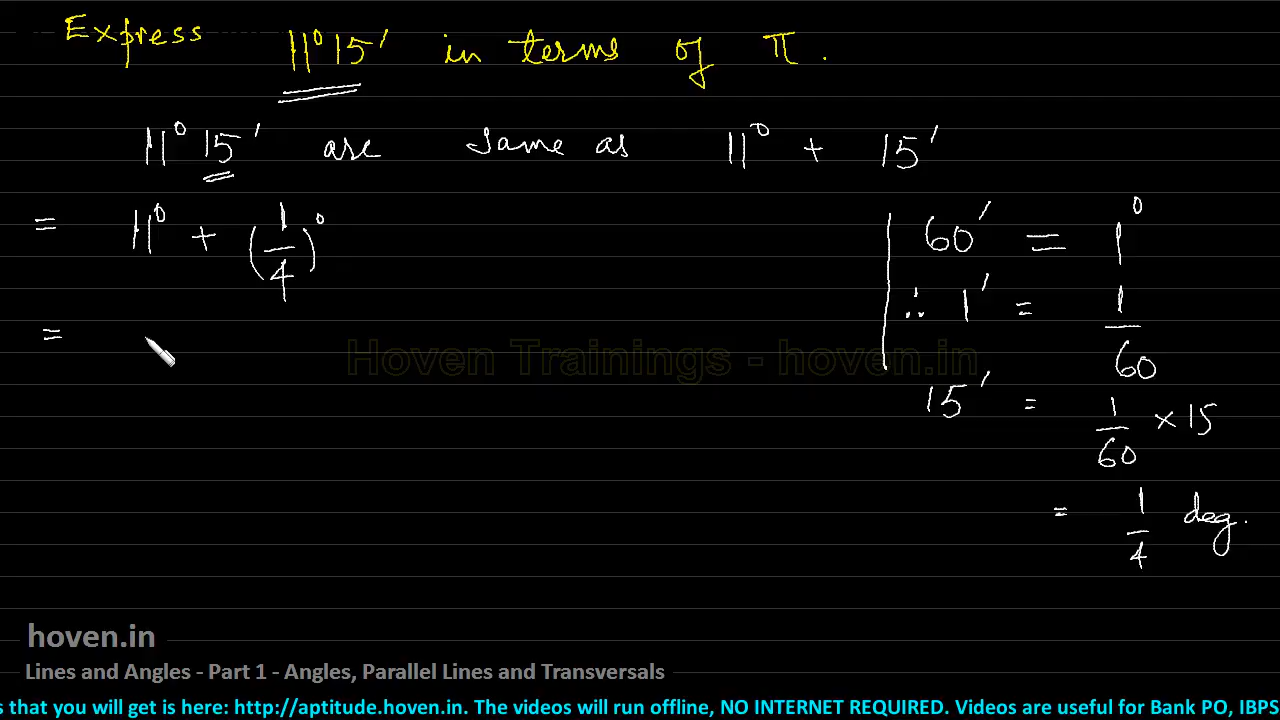 Express 11° 15′ in terms of π.
11° 15′ are same as 11° + 15′
= 11° + (1/4)°
=
60′ = 1°
∴ 1′ = 1/60
15′ = 1/60 × 15
= 1/4 deg.
Hoven Trainings - hoven.in
hoven.in
Lines and Angles - Part 1 - Angles, Parallel Lines and Transversals
s that you will get is here: http://aptitude.hoven.in. The videos will run offline, NO INTERNET REQUIRED. Videos are useful for Bank PO, IBPS